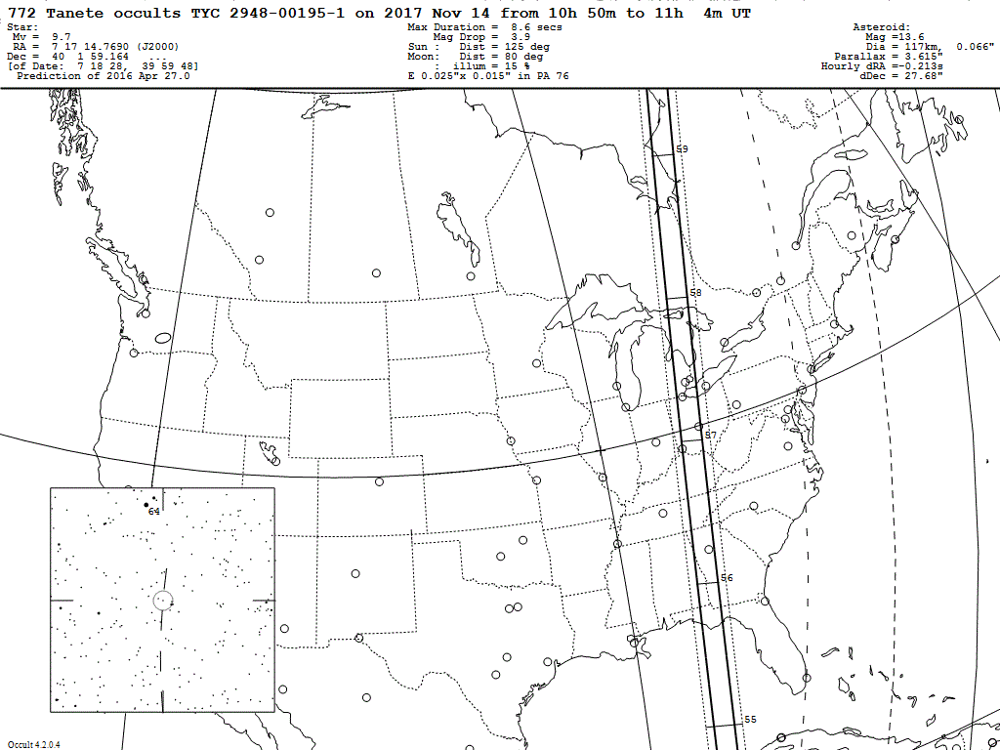 772 Tanete occults TYC 2948-00195-1 on 2017 Nov 14 from 10h 50m to 11h  4m UT
Star:
Mv =  9.7
RA =  7 17 14.7690 (J2000)
Dec =  40  1 59.164   ...
[of Date:  7 18 28,  39 59 48]
Prediction of 2016 Apr 27.0
Max Duration =  8.6 secs
Mag Drop =  3.9
Sun :   Dist = 125 deg
Moon:   Dist = 80 deg
:  illum = 15 %
E 0.025"x 0.015" in PA 76
Asteroid:
Mag =13.6
Dia = 117km,  0.066"
Parallax = 3.615"
Hourly dRA =-0.213s
dDec = 27.68"
59
58
57
64
56
55
Occult 4.2.0.4